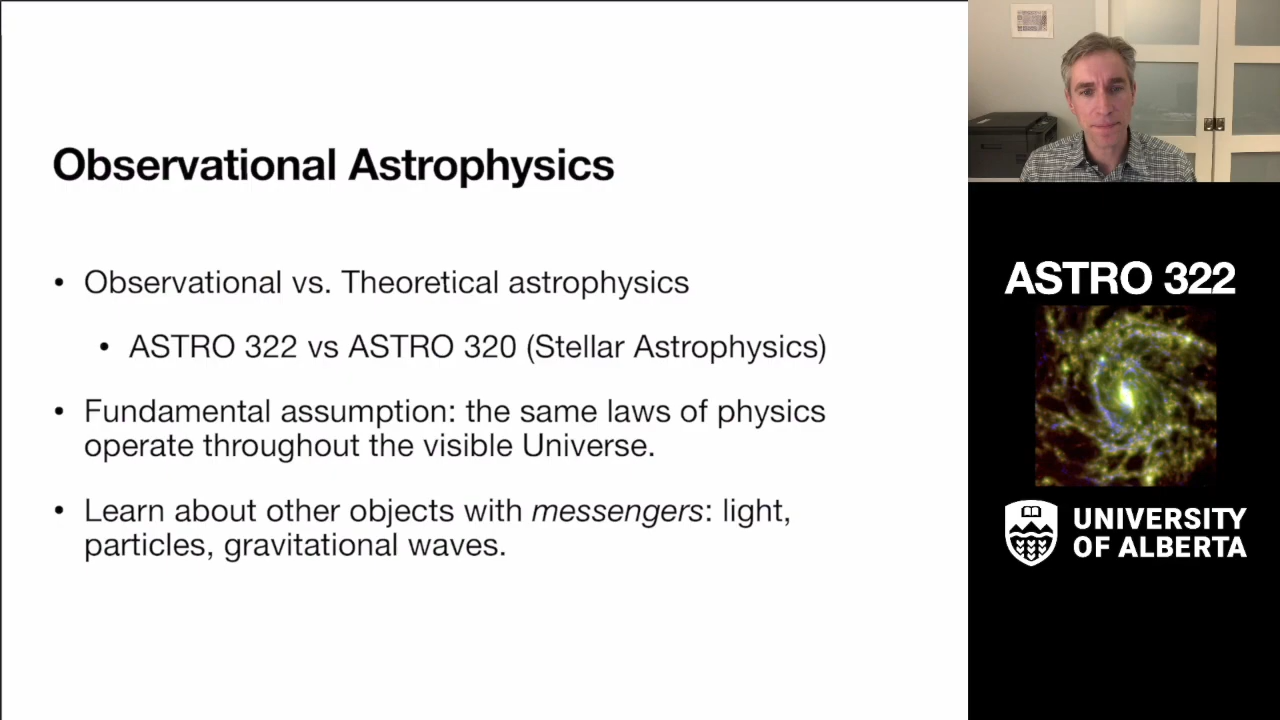 Observational Astrophysics
• Observational vs. Theoretical astrophysics
• ASTRO 322 vs ASTRO 320 (Stellar Astrophysics)
• Fundamental assumption: the same laws of physics
operate throughout the visible Universe.
• Learn about other objects with messengers: light,
particles, gravitational waves.
ASTRO 322
UNIVERSITY
OF ALBERTA